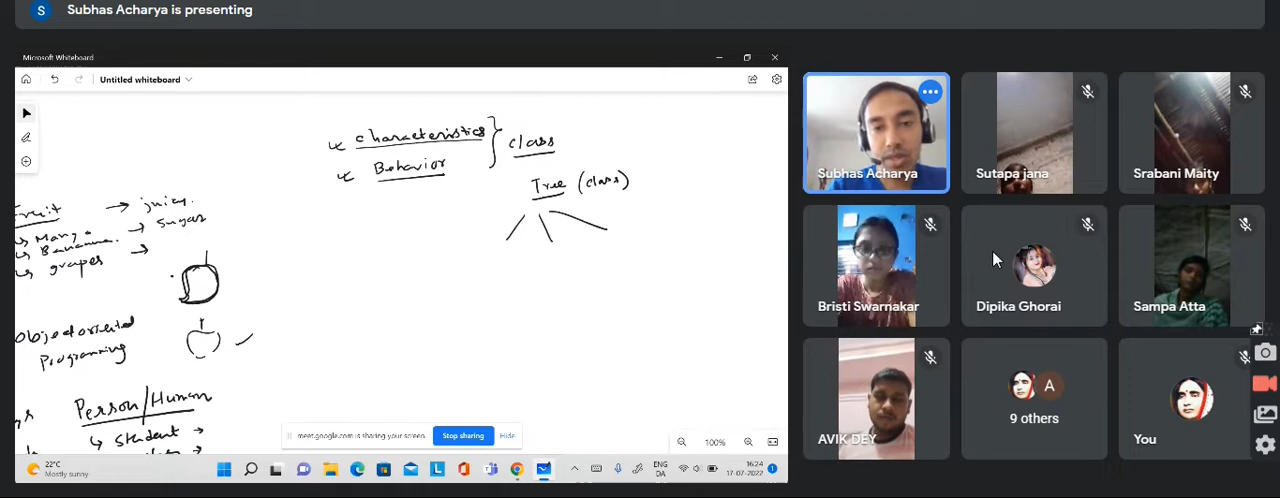 S Subhas Acharya is presenting
Microsoft Whiteboard
Untitled whiteboard
characteristics
Behavior
class
Tree (class)
Fruit → juicy.
Mango → Sugar
Bananna.
grapes →
Object oriented
Programming
Person/Human
student →
meet.google.com is sharing your screen.
Stop sharing
Hide
100%
22°C
Mostly sunny
ENG
DA
16:24
17-07-2022
Subhas Acharya
Sutapa jana
Srabani Maity
Bristi Swarnakar
Dipika Ghorai
Sampa Atta
AVIK DEY
A
9 others
You